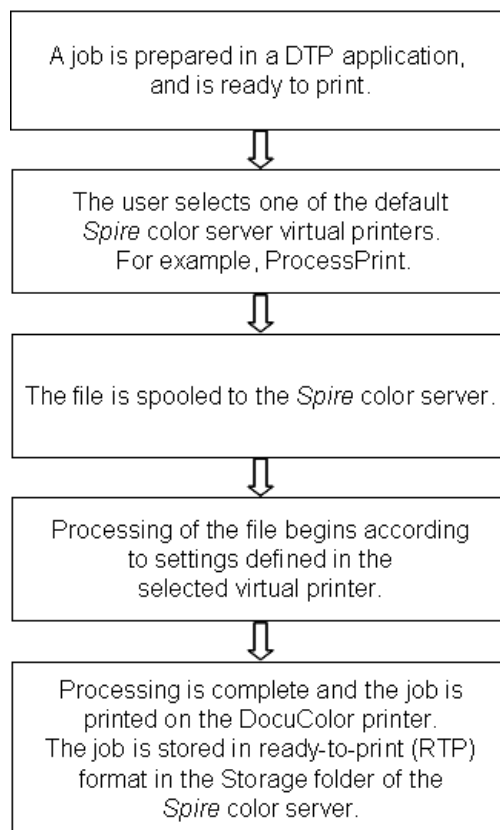 A job is prepared in a DTP application,
and is ready to print.
The user selects one of the default
Spire color server virtual printers.
For example, ProcessPrint.
The file is spooled to the Spire color server.
Processing of the file begins according
to settings defined in the
selected virtual printer.
Processing is complete and the job is
printed on the DocuColor printer.
The job is stored in ready-to-print (RTP)
format in the Storage folder of the
Spire color server.